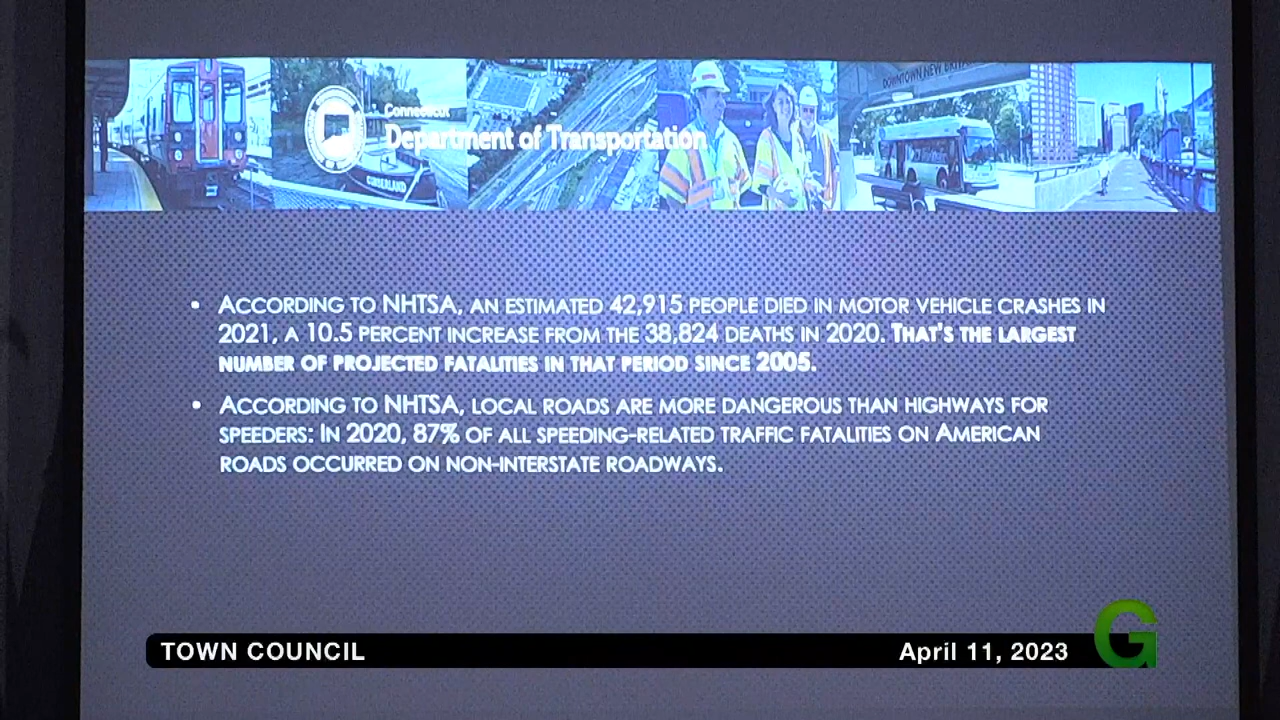 DOWNTOWN NEW BRITAIN
Connecticut
Department of Transportation
CUMBERLAND
• ACCORDING TO NHTSA, AN ESTIMATED 42,915 PEOPLE DIED IN MOTOR VEHICLE CRASHES IN
2021, A 10.5 PERCENT INCREASE FROM THE 38,824 DEATHS IN 2020. THAT'S THE LARGEST
NUMBER OF PROJECTED FATALITIES IN THAT PERIOD SINCE 2005.
• ACCORDING TO NHTSA, LOCAL ROADS ARE MORE DANGEROUS THAN HIGHWAYS FOR
SPEEDERS: IN 2020, 87% OF ALL SPEEDING-RELATED TRAFFIC FATALITIES ON AMERICAN
ROADS OCCURRED ON NON-INTERSTATE ROADWAYS.
TOWN COUNCIL
April 11, 2023
G